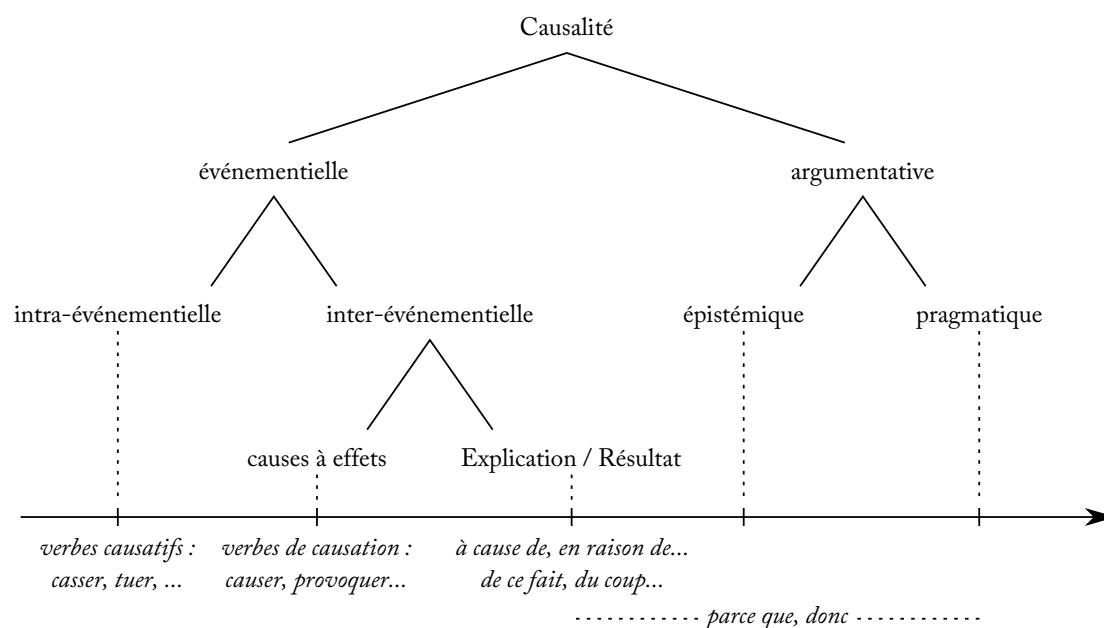 Causalité
événementielle
argumentative
intra-événementielle
inter-événementielle
épistémique
pragmatique
causes à effets
Explication / Résultat
verbes causatifs :
casser, tuer, ...
verbes de causation :
causer, provoquer...
à cause de, en raison de...
de ce fait, du coup...
parce que, donc